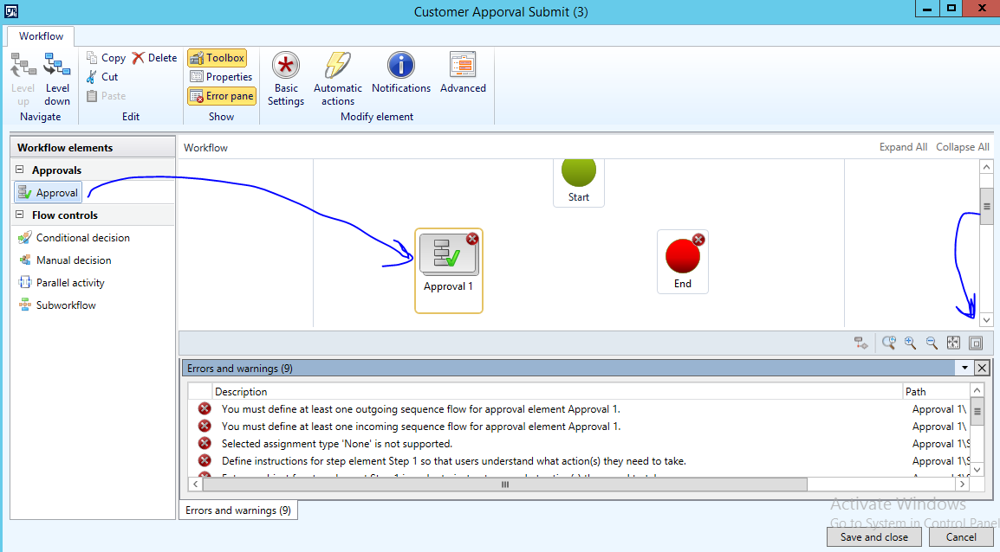 Customer Apporval Submit (3)
Workflow
Level up
Level down
Navigate
Copy
Delete
Cut
Paste
Edit
Toolbox
Properties
Error pane
Show
Basic Settings
Automatic actions
Notifications
Advanced
Modify element
Workflow elements
Approvals
Approval
Flow controls
Conditional decision
Manual decision
Parallel activity
Subworkflow
Workflow
Expand All
Collapse All
Start
Approval 1
End
Errors and warnings (9)
Description
Path
You must define at least one outgoing sequence flow for approval element Approval 1.
Approval 1\
You must define at least one incoming sequence flow for approval element Approval 1.
Approval 1\
Selected assignment type 'None' is not supported.
Approval 1\S
Define instructions for step element Step 1 so that users understand what action(s) they need to take.
Approval 1\S
Errors and warnings (9)
Activate Windows
Go to System in Control Panel
Save and close
Cancel